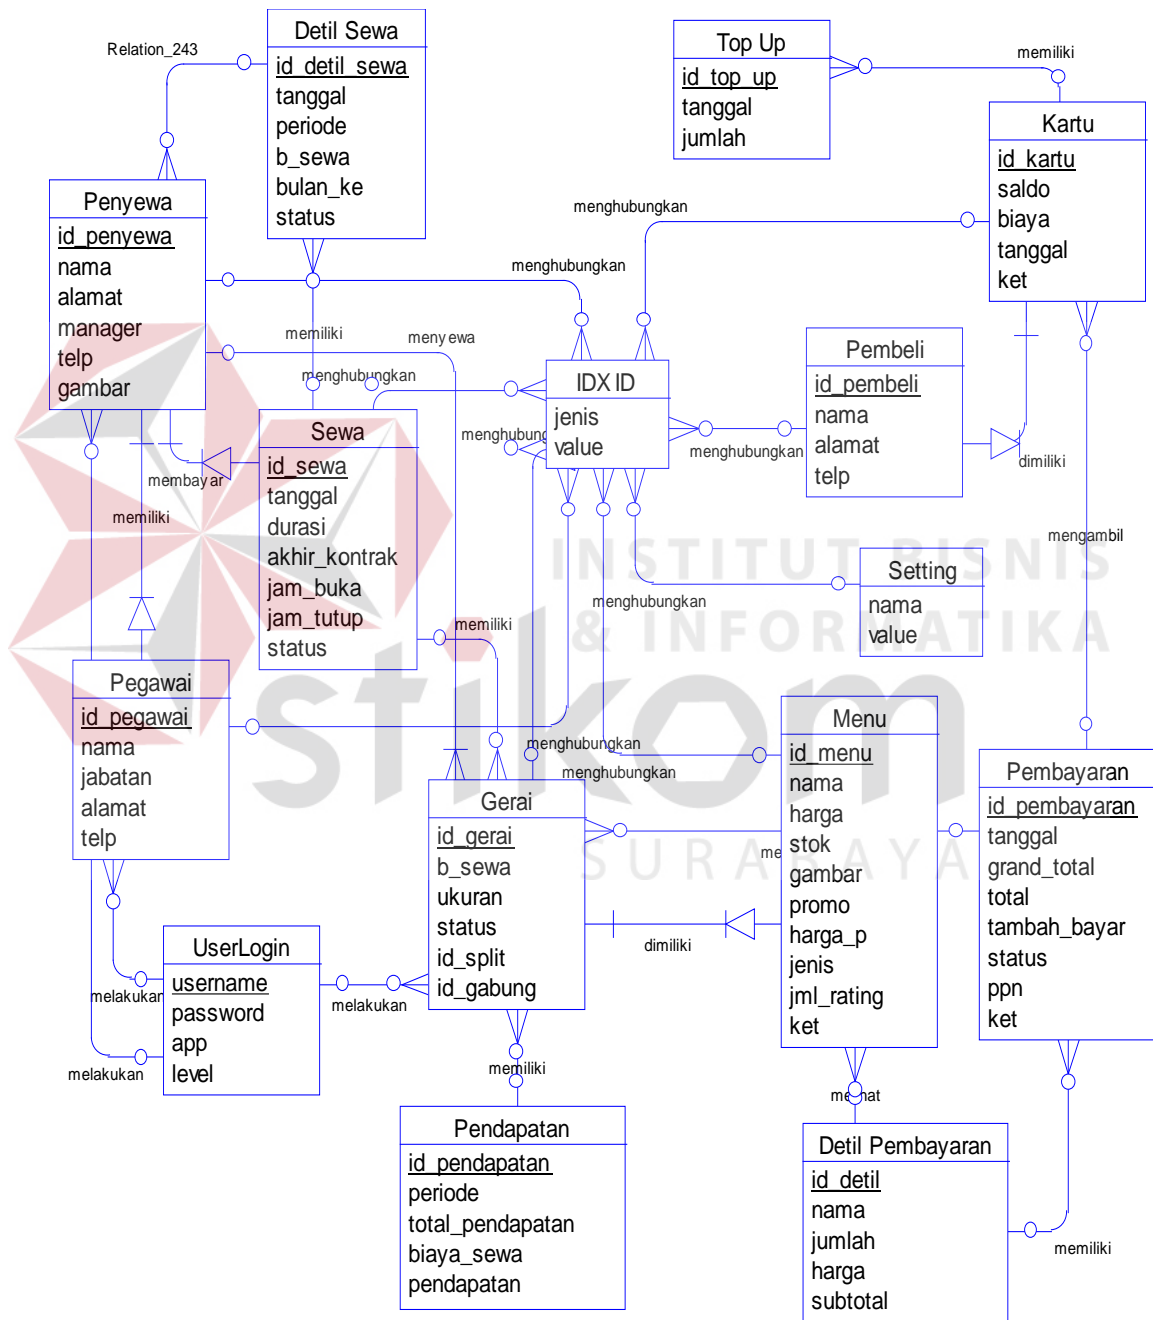 Relation_243
Detil Sewa
id_detil_sewa
tanggal
periode
b_sewa
bulan_ke
status
Top Up
id_top_up
tanggal
jumlah
memiliki
Kartu
id_kartu
saldo
biaya
tanggal
ket
Penyewa
id_penyewa
nama
alamat
manager
telp
gambar
menghubungkan
menghubungkan
memiliki
menyewa
menghubungkan
IDX ID
jenis
value
menghubungkan
Pembeli
id_pembeli
nama
alamat
telp
dimiliki
Sewa
id_sewa
tanggal
durasi
akhir_kontrak
jam_buka
jam_tutup
status
membayar
memiliki
mengambil
INSTITUT BISNIS
& INFORMATIKA
stikom
SURABAYA
Setting
nama
value
menghubungkan
memiliki
Pegawai
id_pegawai
nama
jabatan
alamat
telp
menghubungkan
menghubungkan
Gerai
id_gerai
b_sewa
ukuran
status
id_split
id_gabung
Menu
id_menu
nama
harga
stok
gambar
promo
harga_p
jenis
jml_rating
ket
Pembayaran
id_pembayaran
tanggal
grand_total
total
tambah_bayar
status
ppn
ket
dimiliki
UserLogin
username
password
app
level
melakukan
melakukan
melakukan
memiliki
Pendapatan
id_pendapatan
periode
total_pendapatan
biaya_sewa
pendapatan
Detil Pembayaran
id_detil
nama
jumlah
harga
subtotal
memiliki